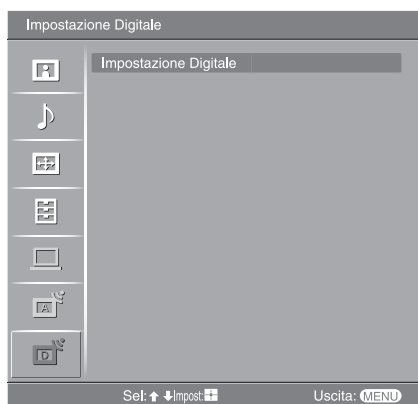 Impostazione Digitale
Impostazione Digitale
A
D
Sel: Impost: Uscita: MENU